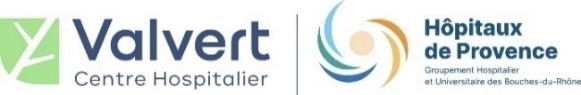 Valvert
Centre Hospitalier
Hôpitaux
de Provence
Groupement Hospitalier
et Universitaire des Bouches-du-Rhône